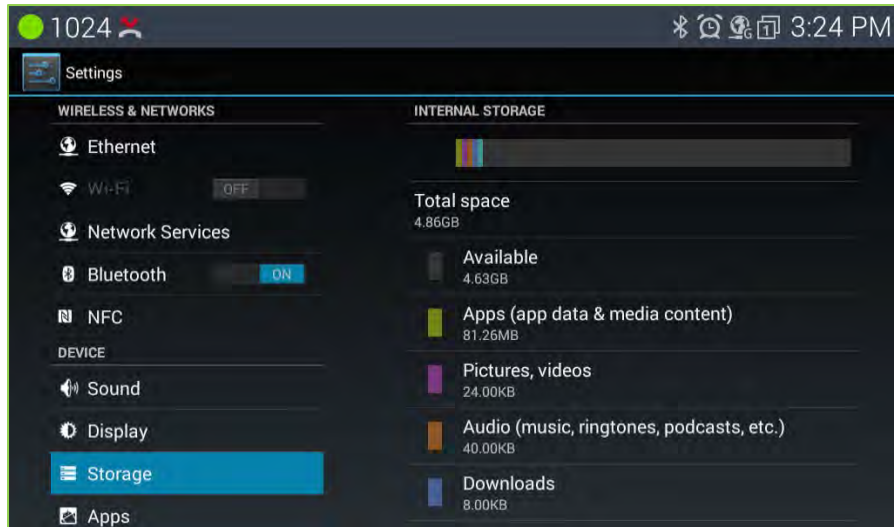 1024
3:24 PM
Settings
WIRELESS & NETWORKS
Ethernet
Wi-Fi OFF
Network Services
Bluetooth ON
NFC
DEVICE
Sound
Display
Storage
Apps
INTERNAL STORAGE
Total space
4.86GB
Available
4.63GB
Apps (app data & media content)
81.26MB
Pictures, videos
24.00KB
Audio (music, ringtones, podcasts, etc.)
40.00KB
Downloads
8.00KB